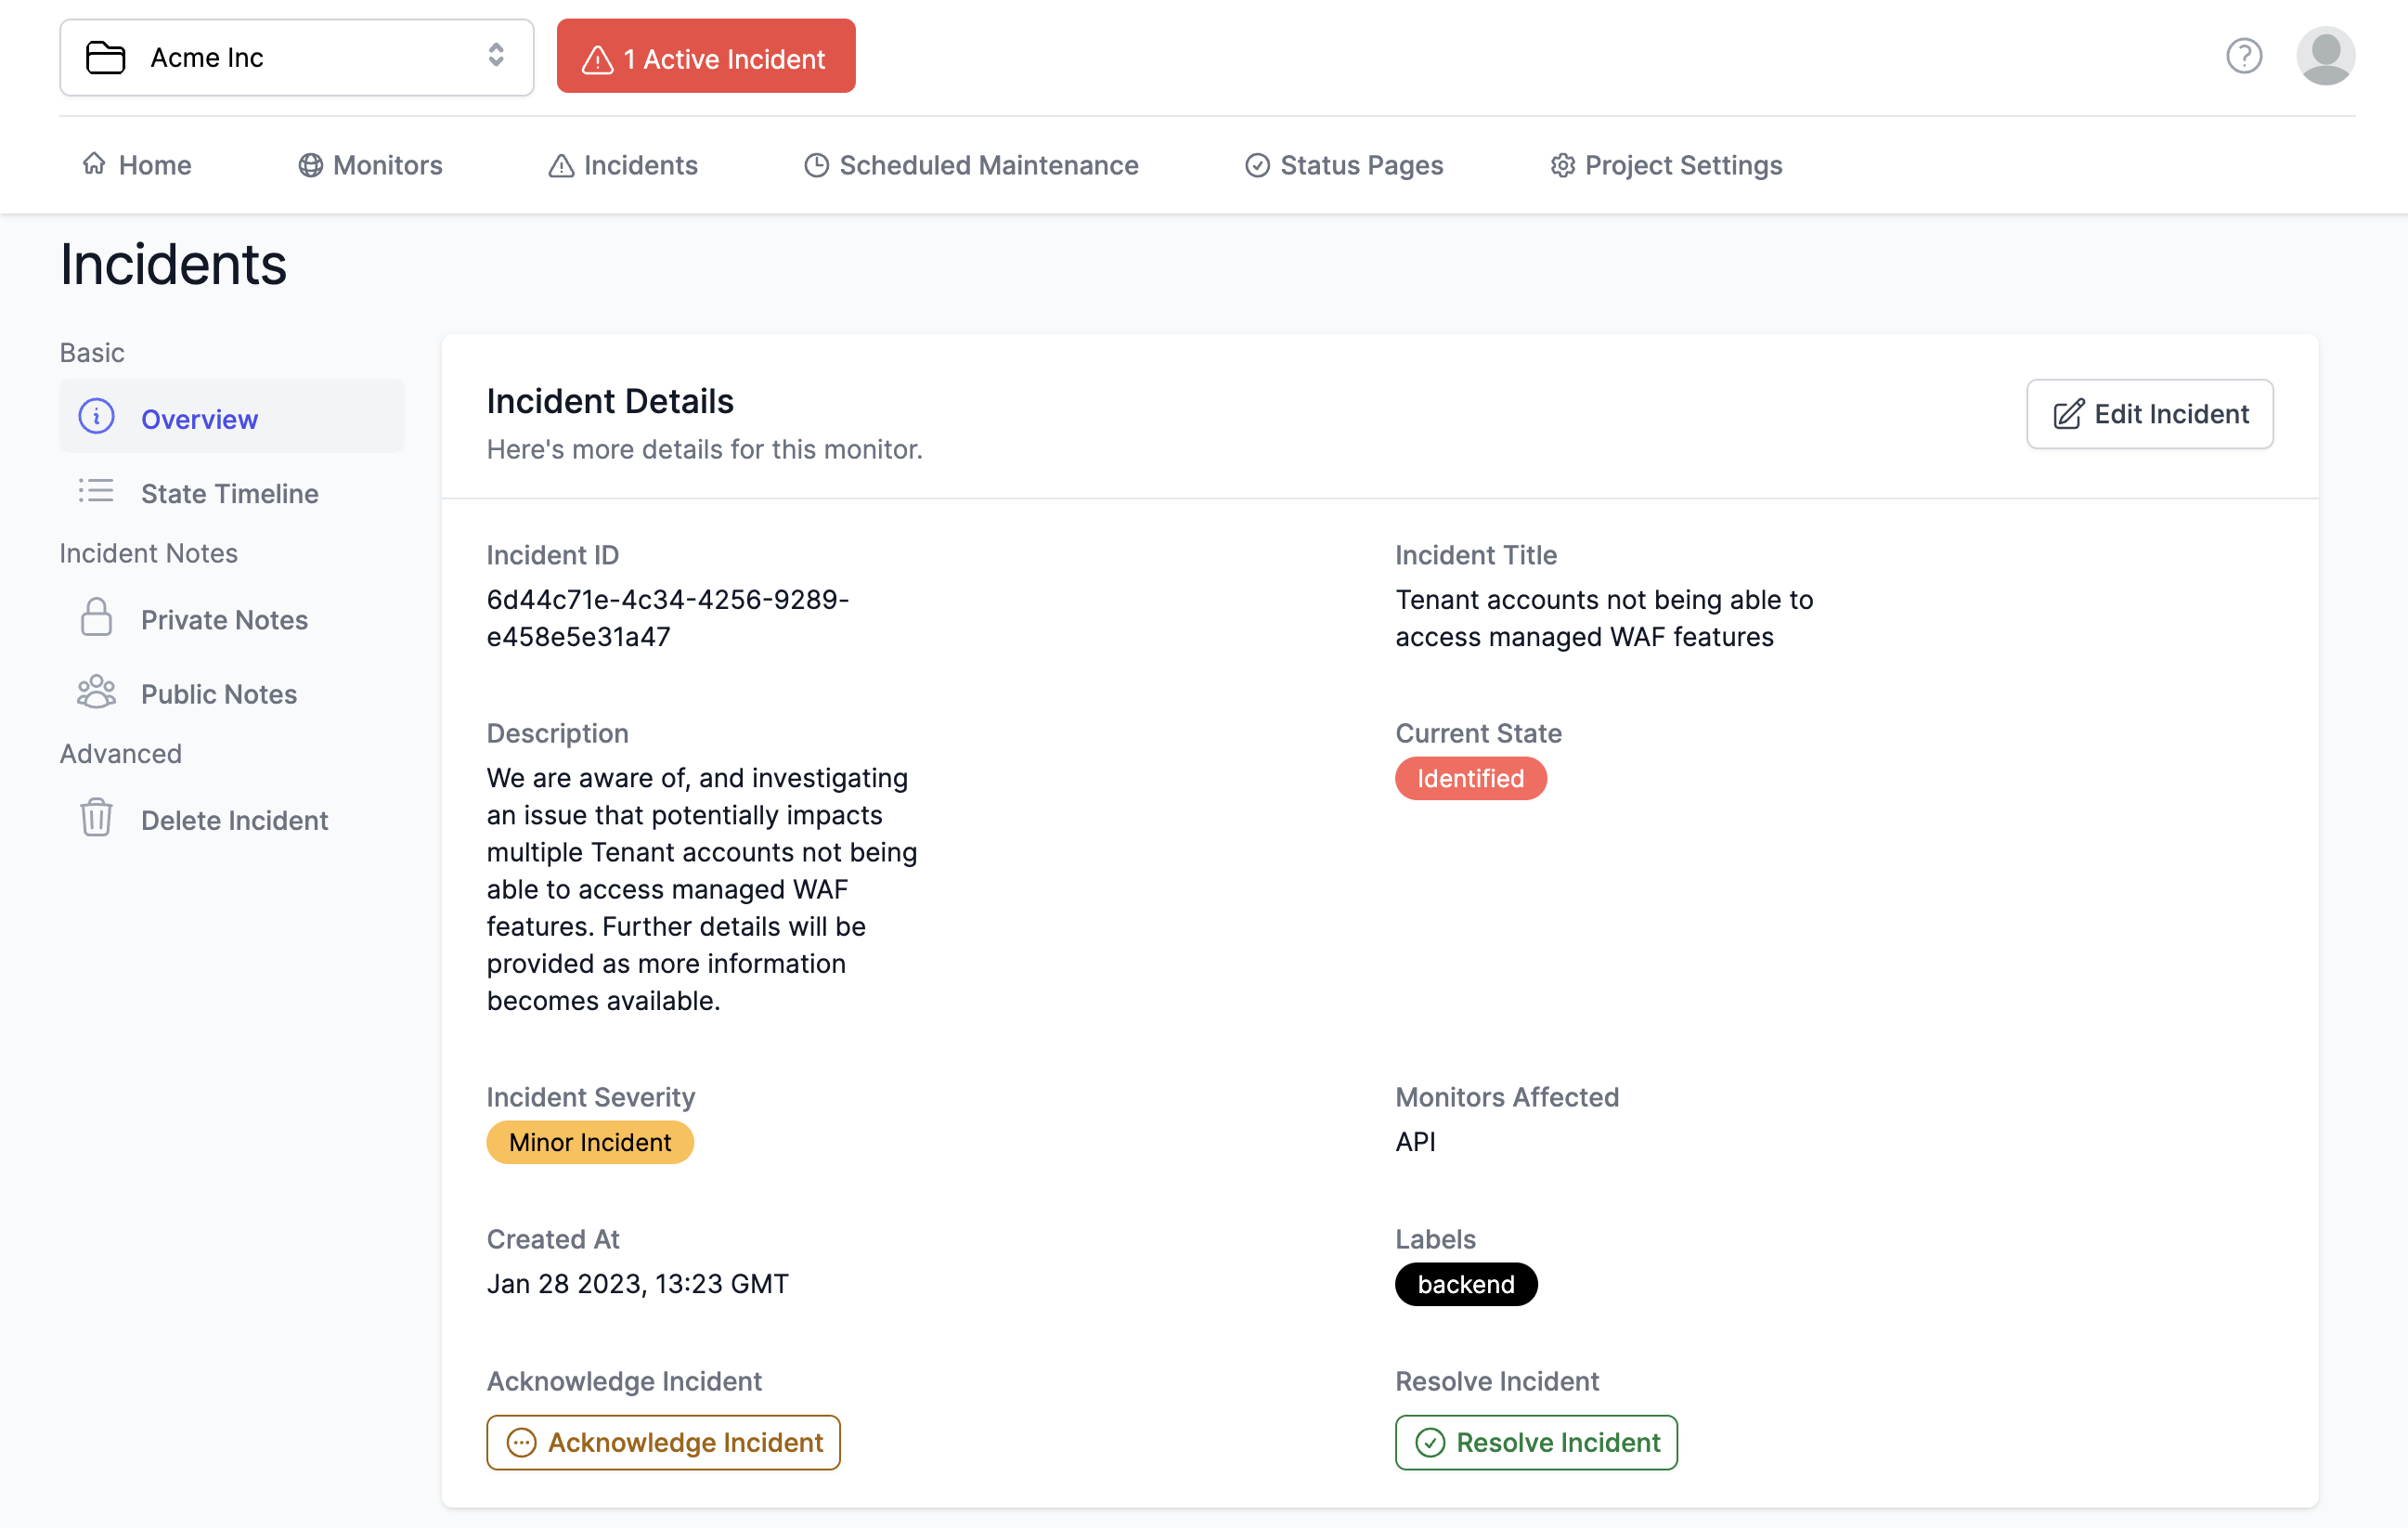 Acme Inc
1 Active Incident
Home
Monitors
Incidents
Scheduled Maintenance
Status Pages
Project Settings
Incidents
Basic
Overview
State Timeline
Incident Notes
Private Notes
Public Notes
Advanced
Delete Incident
Incident Details
Here's more details for this monitor.
Edit Incident
Incident ID
6d44c71e-4c34-4256-9289-
e458e5e31a47
Incident Title
Tenant accounts not being able to
access managed WAF features
Description
We are aware of, and investigating
an issue that potentially impacts
multiple Tenant accounts not being
able to access managed WAF
features. Further details will be
provided as more information
becomes available.
Current State
Identified
Incident Severity
Minor Incident
Monitors Affected
API
Created At
Jan 28 2023, 13:23 GMT
Labels
backend
Acknowledge Incident
Acknowledge Incident
Resolve Incident
Resolve Incident